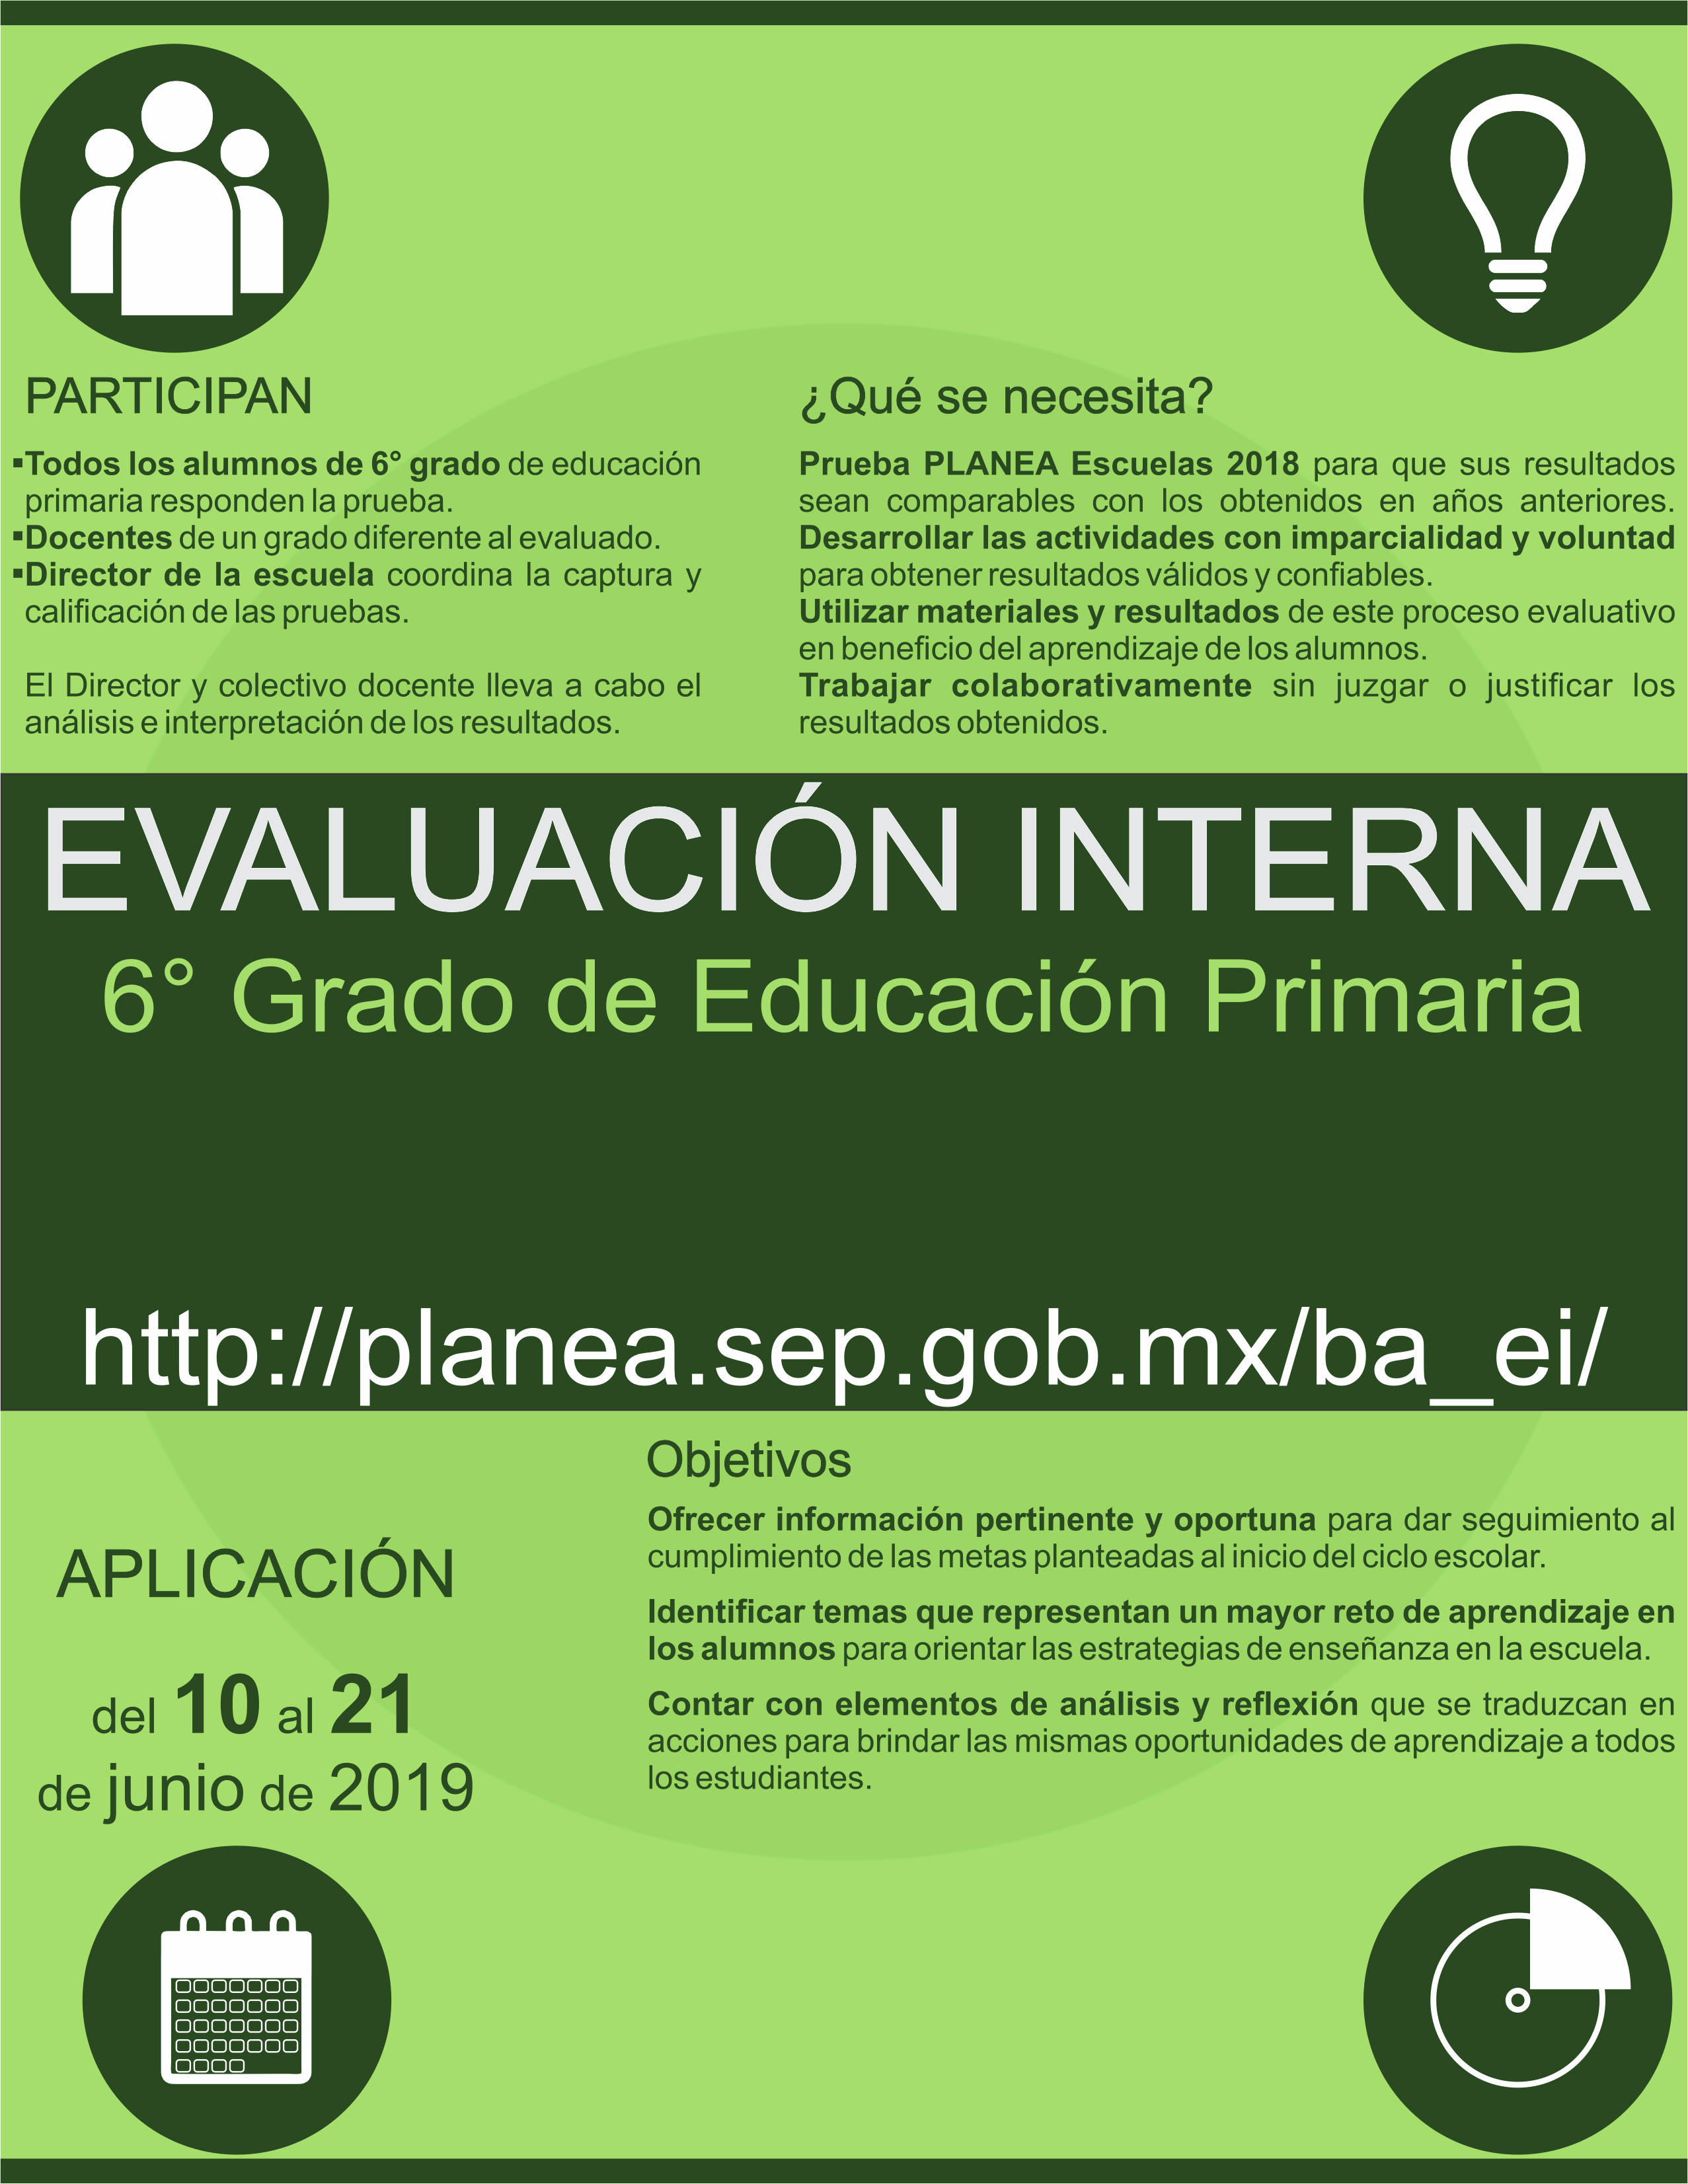 PARTICIPAN
▪Todos los alumnos de 6° grado de educación
primaria responden la prueba.
▪Docentes de un grado diferente al evaluado.
▪Director de la escuela coordina la captura y
calificación de las pruebas.
El Director y colectivo docente lleva a cabo el
análisis e interpretación de los resultados.
¿Qué se necesita?
Prueba PLANEA Escuelas 2018 para que sus resultados
sean comparables con los obtenidos en años anteriores.
Desarrollar las actividades con imparcialidad y voluntad
para obtener resultados válidos y confiables.
Utilizar materiales y resultados de este proceso evaluativo
en beneficio del aprendizaje de los alumnos.
Trabajar colaborativamente sin juzgar o justificar los
resultados obtenidos.
EVALUACIÓN INTERNA
6° Grado de Educación Primaria
http://planea.sep.gob.mx/ba_ei/
APLICACIÓN
del 10 al 21
de junio de 2019
Objetivos
Ofrecer información pertinente y oportuna para dar seguimiento al
cumplimiento de las metas planteadas al inicio del ciclo escolar.
Identificar temas que representan un mayor reto de aprendizaje en
los alumnos para orientar las estrategias de enseñanza en la escuela.
Contar con elementos de análisis y reflexión que se traduzcan en
acciones para brindar las mismas oportunidades de aprendizaje a todos
los estudiantes.